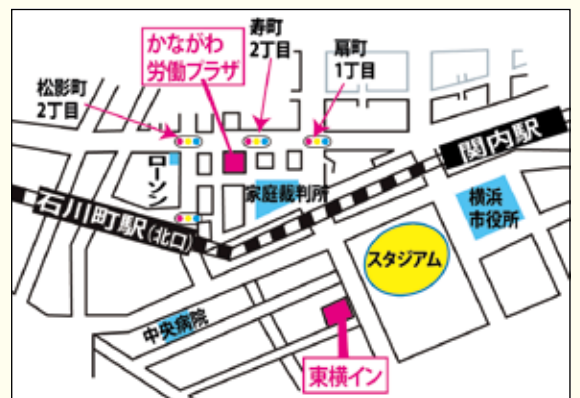 かながわ
労働プラザ
寿町
2丁目
扇町
1丁目
松影町
2丁目
ローソン
家庭裁判所
関内駅
横浜
市役所
石川町駅(北口)
スタジアム
中央病院
東横イン